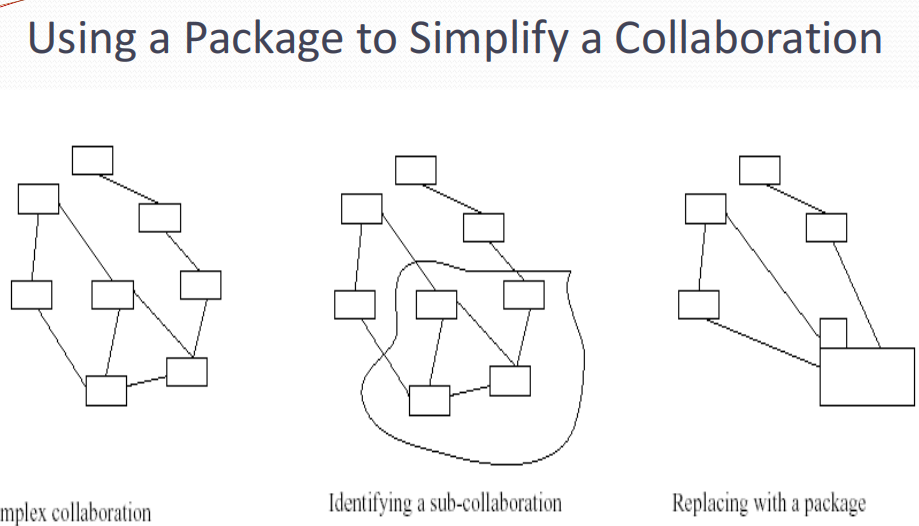 Using a Package to Simplify a Collaboration
mplex collaboration
Identifying a sub-collaboration
Replacing with a package